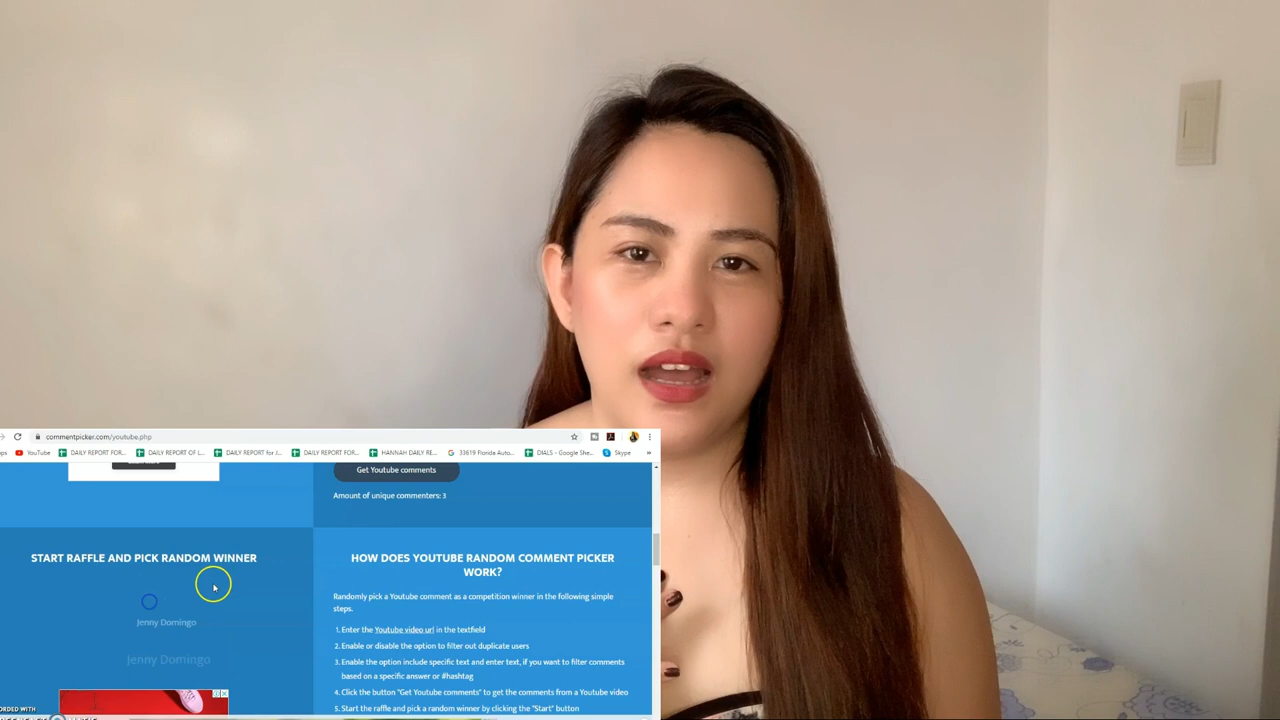 commentpicker.com/youtube.php
YouTube
DAILY REPORT FOR...
DAILY REPORT OF L...
DAILY REPORT for J...
DAILY REPORT FOR...
HANNAH DAILY RE...
33619 Florida Auto...
DIALS - Google She...
Skype
»
Get Youtube comments
Amount of unique commenters: 3
START RAFFLE AND PICK RANDOM WINNER
Jenny Domingo
Jenny Domingo
HOW DOES YOUTUBE RANDOM COMMENT PICKER
WORK?
Randomly pick a Youtube comment as a competition winner in the following simple
steps.
1. Enter the Youtube video url in the textfield
2. Enable or disable the option to filter out duplicate users
3. Enable the option include specific text and enter text, if you want to filter comments
based on a specific answer or #hashtag
4. Click the button "Get Youtube comments" to get the comments from a Youtube video
5. Start the raffle and pick a random winner by clicking the "Start" button